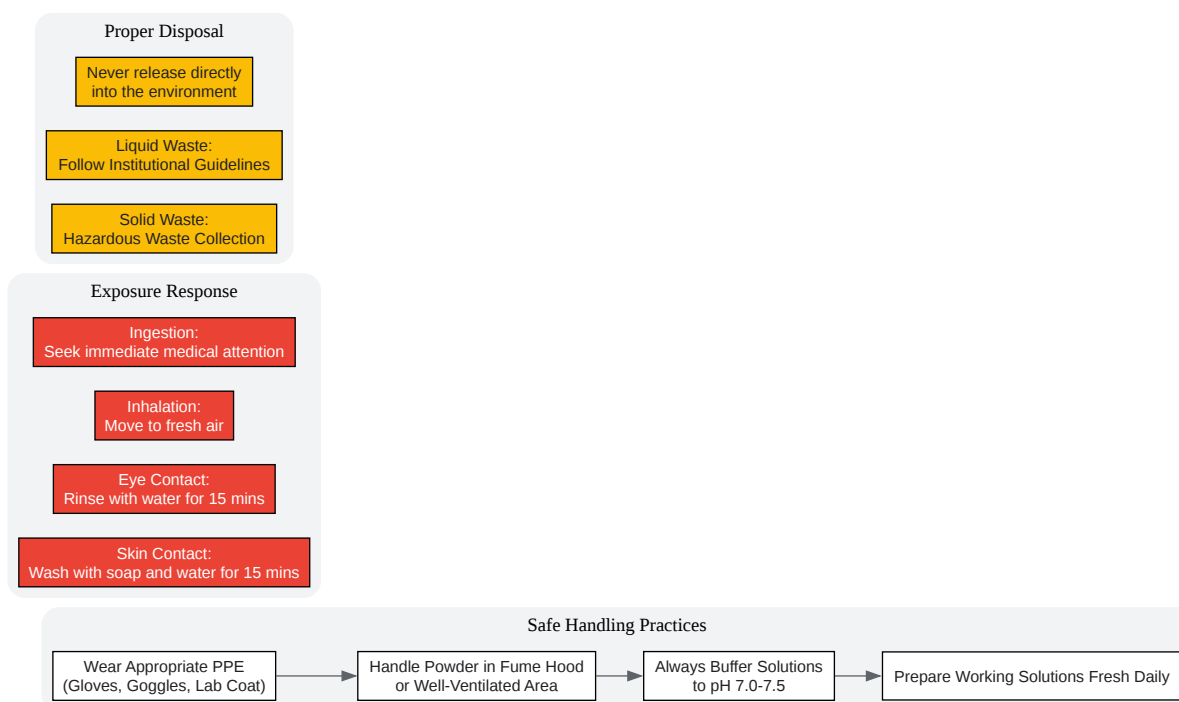 Proper Disposal
Never release directly
into the environment
Liquid Waste:
Follow Institutional Guidelines
Solid Waste:
Hazardous Waste Collection
Exposure Response
Ingestion:
Seek immediate medical attention
Inhalation:
Move to fresh air
Eye Contact:
Rinse with water for 15 mins
Skin Contact:
Wash with soap and water for 15 mins
Safe Handling Practices
Wear Appropriate PPE
(Gloves, Goggles, Lab Coat)
Handle Powder in Fume Hood
or Well-Ventilated Area
Always Buffer Solutions
to pH 7.0-7.5
Prepare Working Solutions Fresh Daily